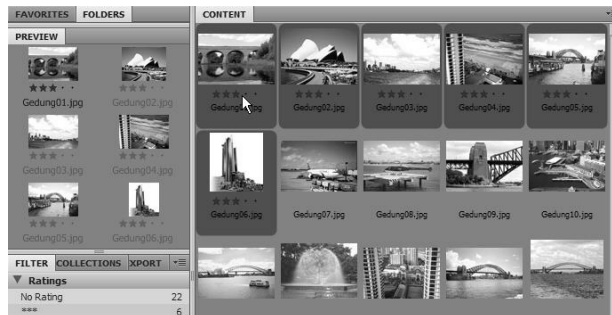 FAVORITES FOLDERS
PREVIEW
Gedung01.jpg Gedung02.jpg
Gedung03.jpg Gedung04.jpg
Gedung05.jpg Gedung06.jpg
FILTER COLLECTIONS XPORT
Ratings
No Rating 22
*** 6
CONTENT
Gedung01.jpg Gedung02.jpg Gedung03.jpg Gedung04.jpg Gedung05.jpg
Gedung06.jpg Gedung07.jpg Gedung08.jpg Gedung09.jpg Gedung10.jpg